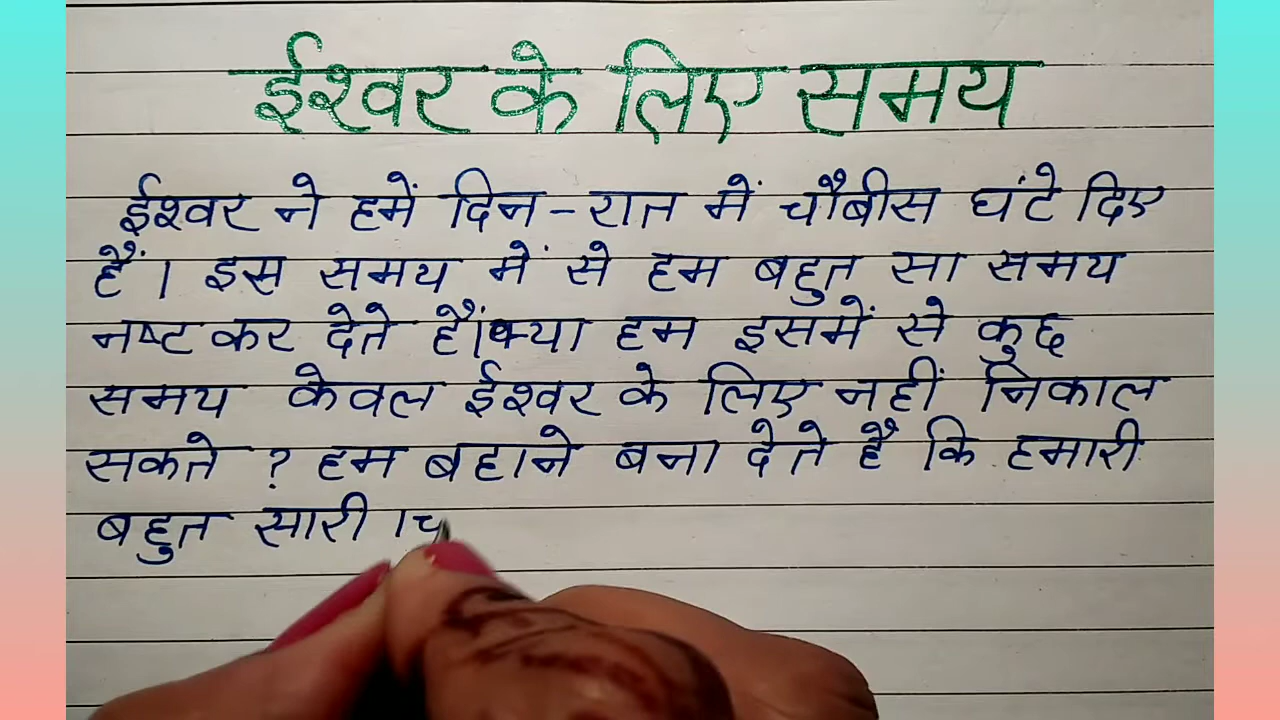 ईश्वर के लिए समय
ईश्वर ने हमें दिन-रात में चौबीस घंटे दिए
हैं। इस समय में से हम बहुत सा समय
नष्ट कर देते हैं।क्या हम इसमें से कुछ
समय केवल ईश्वर के लिए नहीं निकाल
सकते ? हम बहाने बना देते है कि हमारी
बहुत सारी